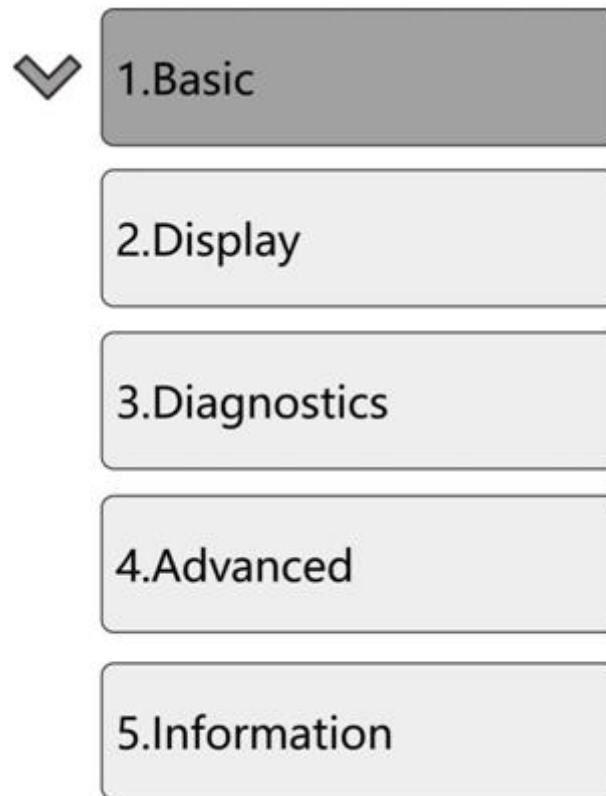 1.Basic
2.Display
3.Diagnostics
4.Advanced
5.Information